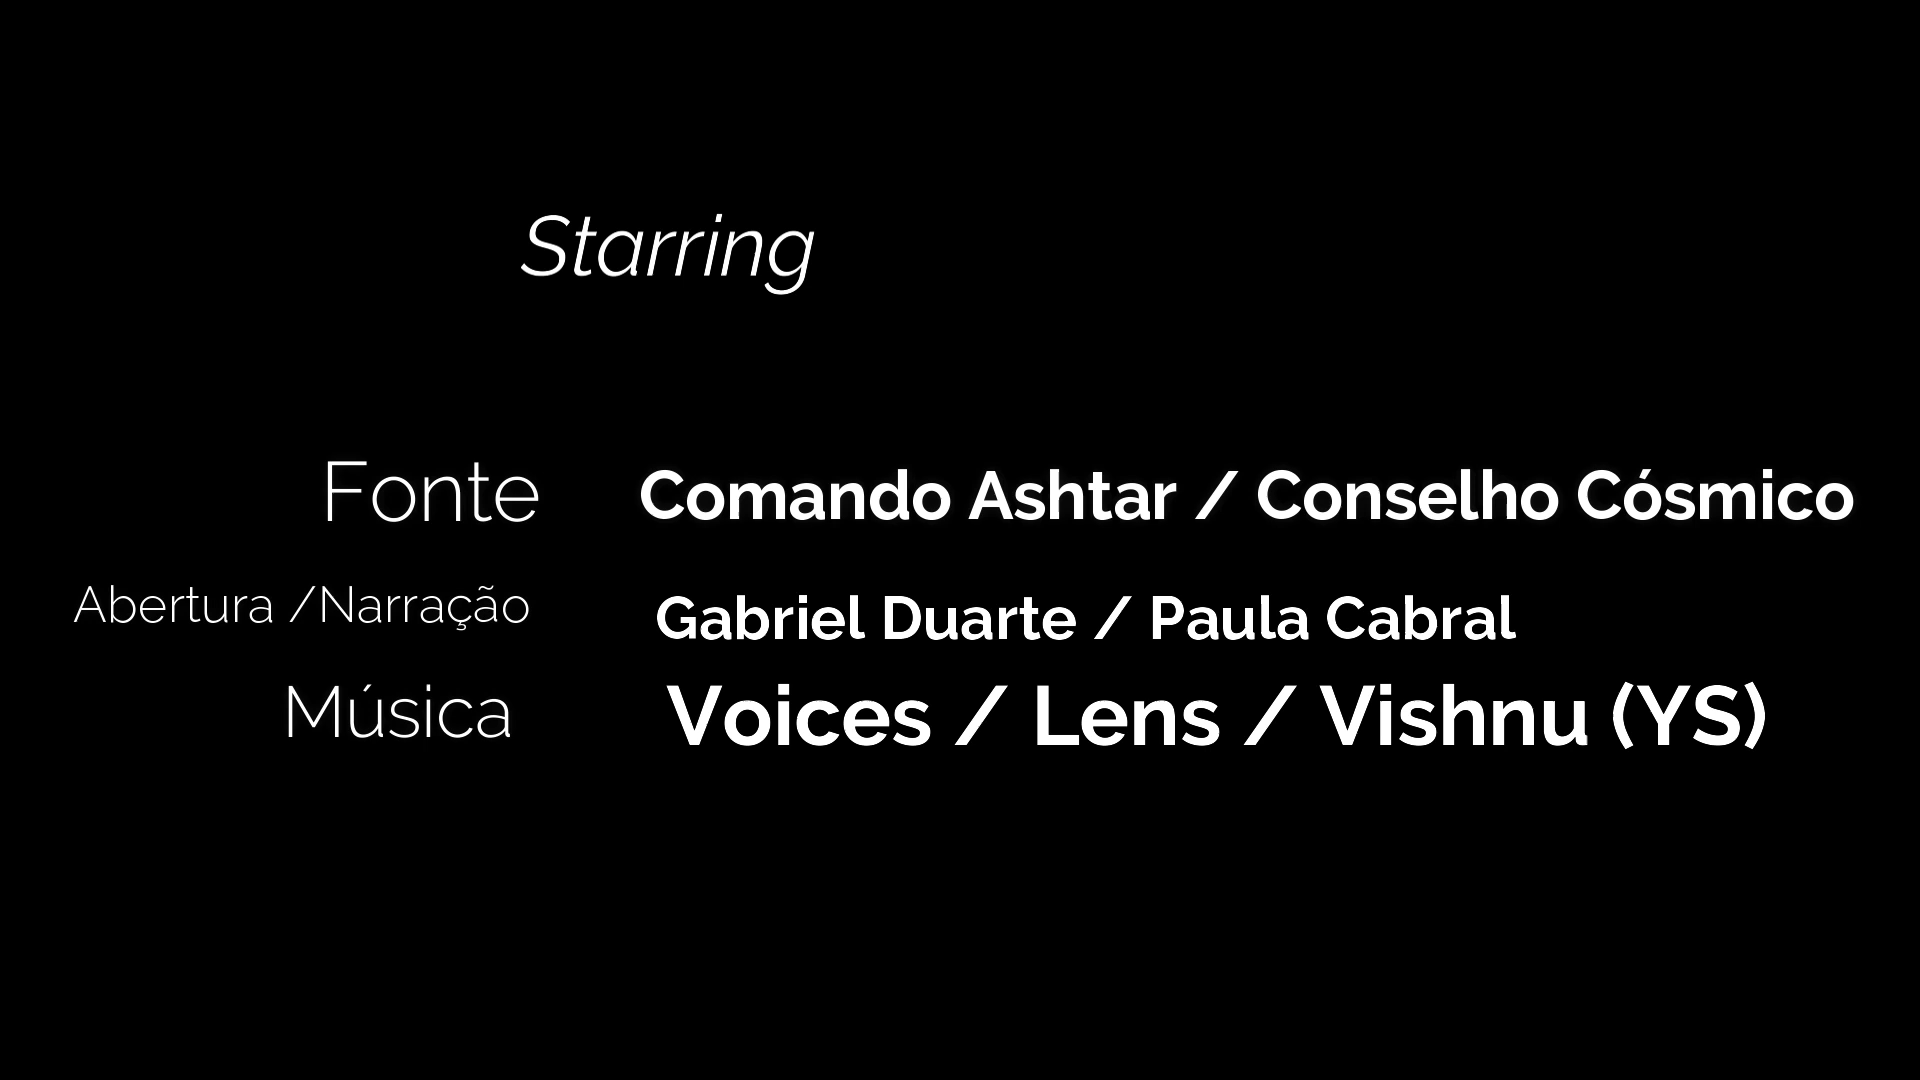 Starring
Fonte Comando Ashtar / Conselho Cósmico
Abertura /Narração Gabriel Duarte / Paula Cabral
Música Voices / Lens / Vishnu (YS)